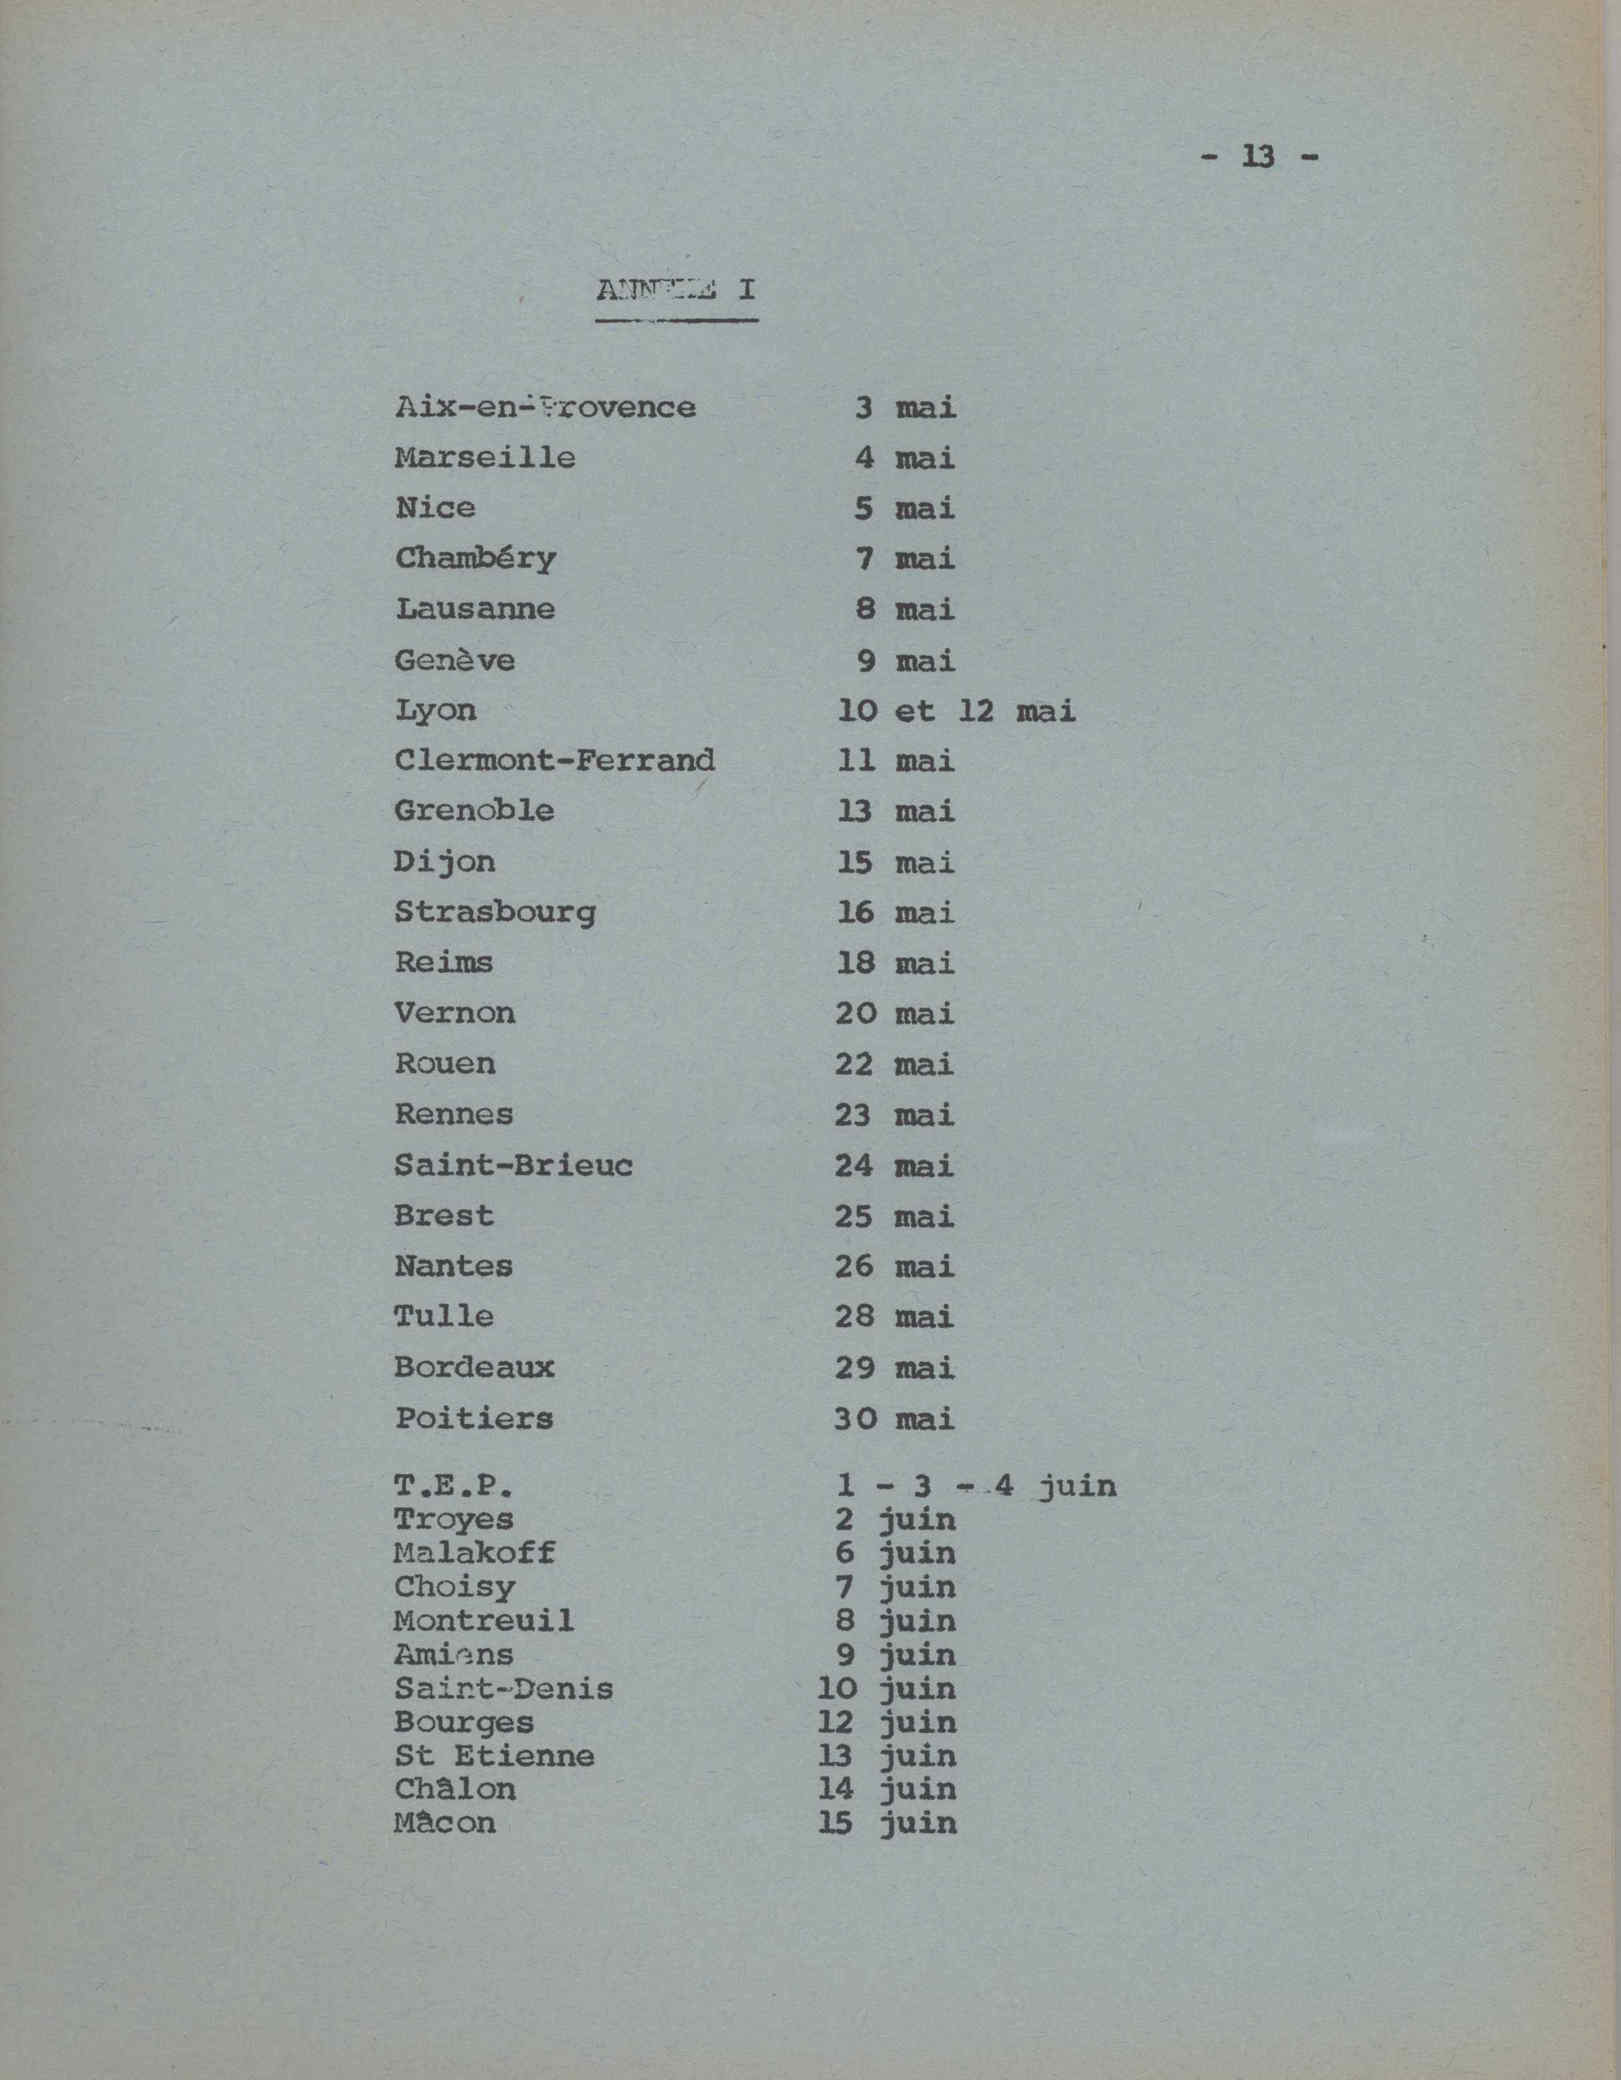 - 13 -
ANNEXE I
Aix-en-Provence 3 mai
Marseille 4 mai
Nice 5 mai
Chambéry 7 mai
Lausanne 8 mai
Genève 9 mai
Lyon 10 et 12 mai
Clermont-Ferrand 11 mai
Grenoble 13 mai
Dijon 15 mai
Strasbourg 16 mai
Reims 18 mai
Vernon 20 mai
Rouen 22 mai
Rennes 23 mai
Saint-Brieuc 24 mai
Brest 25 mai
Nantes 26 mai
Tulle 28 mai
Bordeaux 29 mai
Poitiers 30 mai
T.E.P. 1 - 3 - 4 juin
Troyes 2 juin
Malakoff 6 juin
Choisy 7 juin
Montreuil 8 juin
Amiens 9 juin
Saint-Denis 10 juin
Bourges 12 juin
St Etienne 13 juin
Châlon 14 juin
Mâcon 15 juin